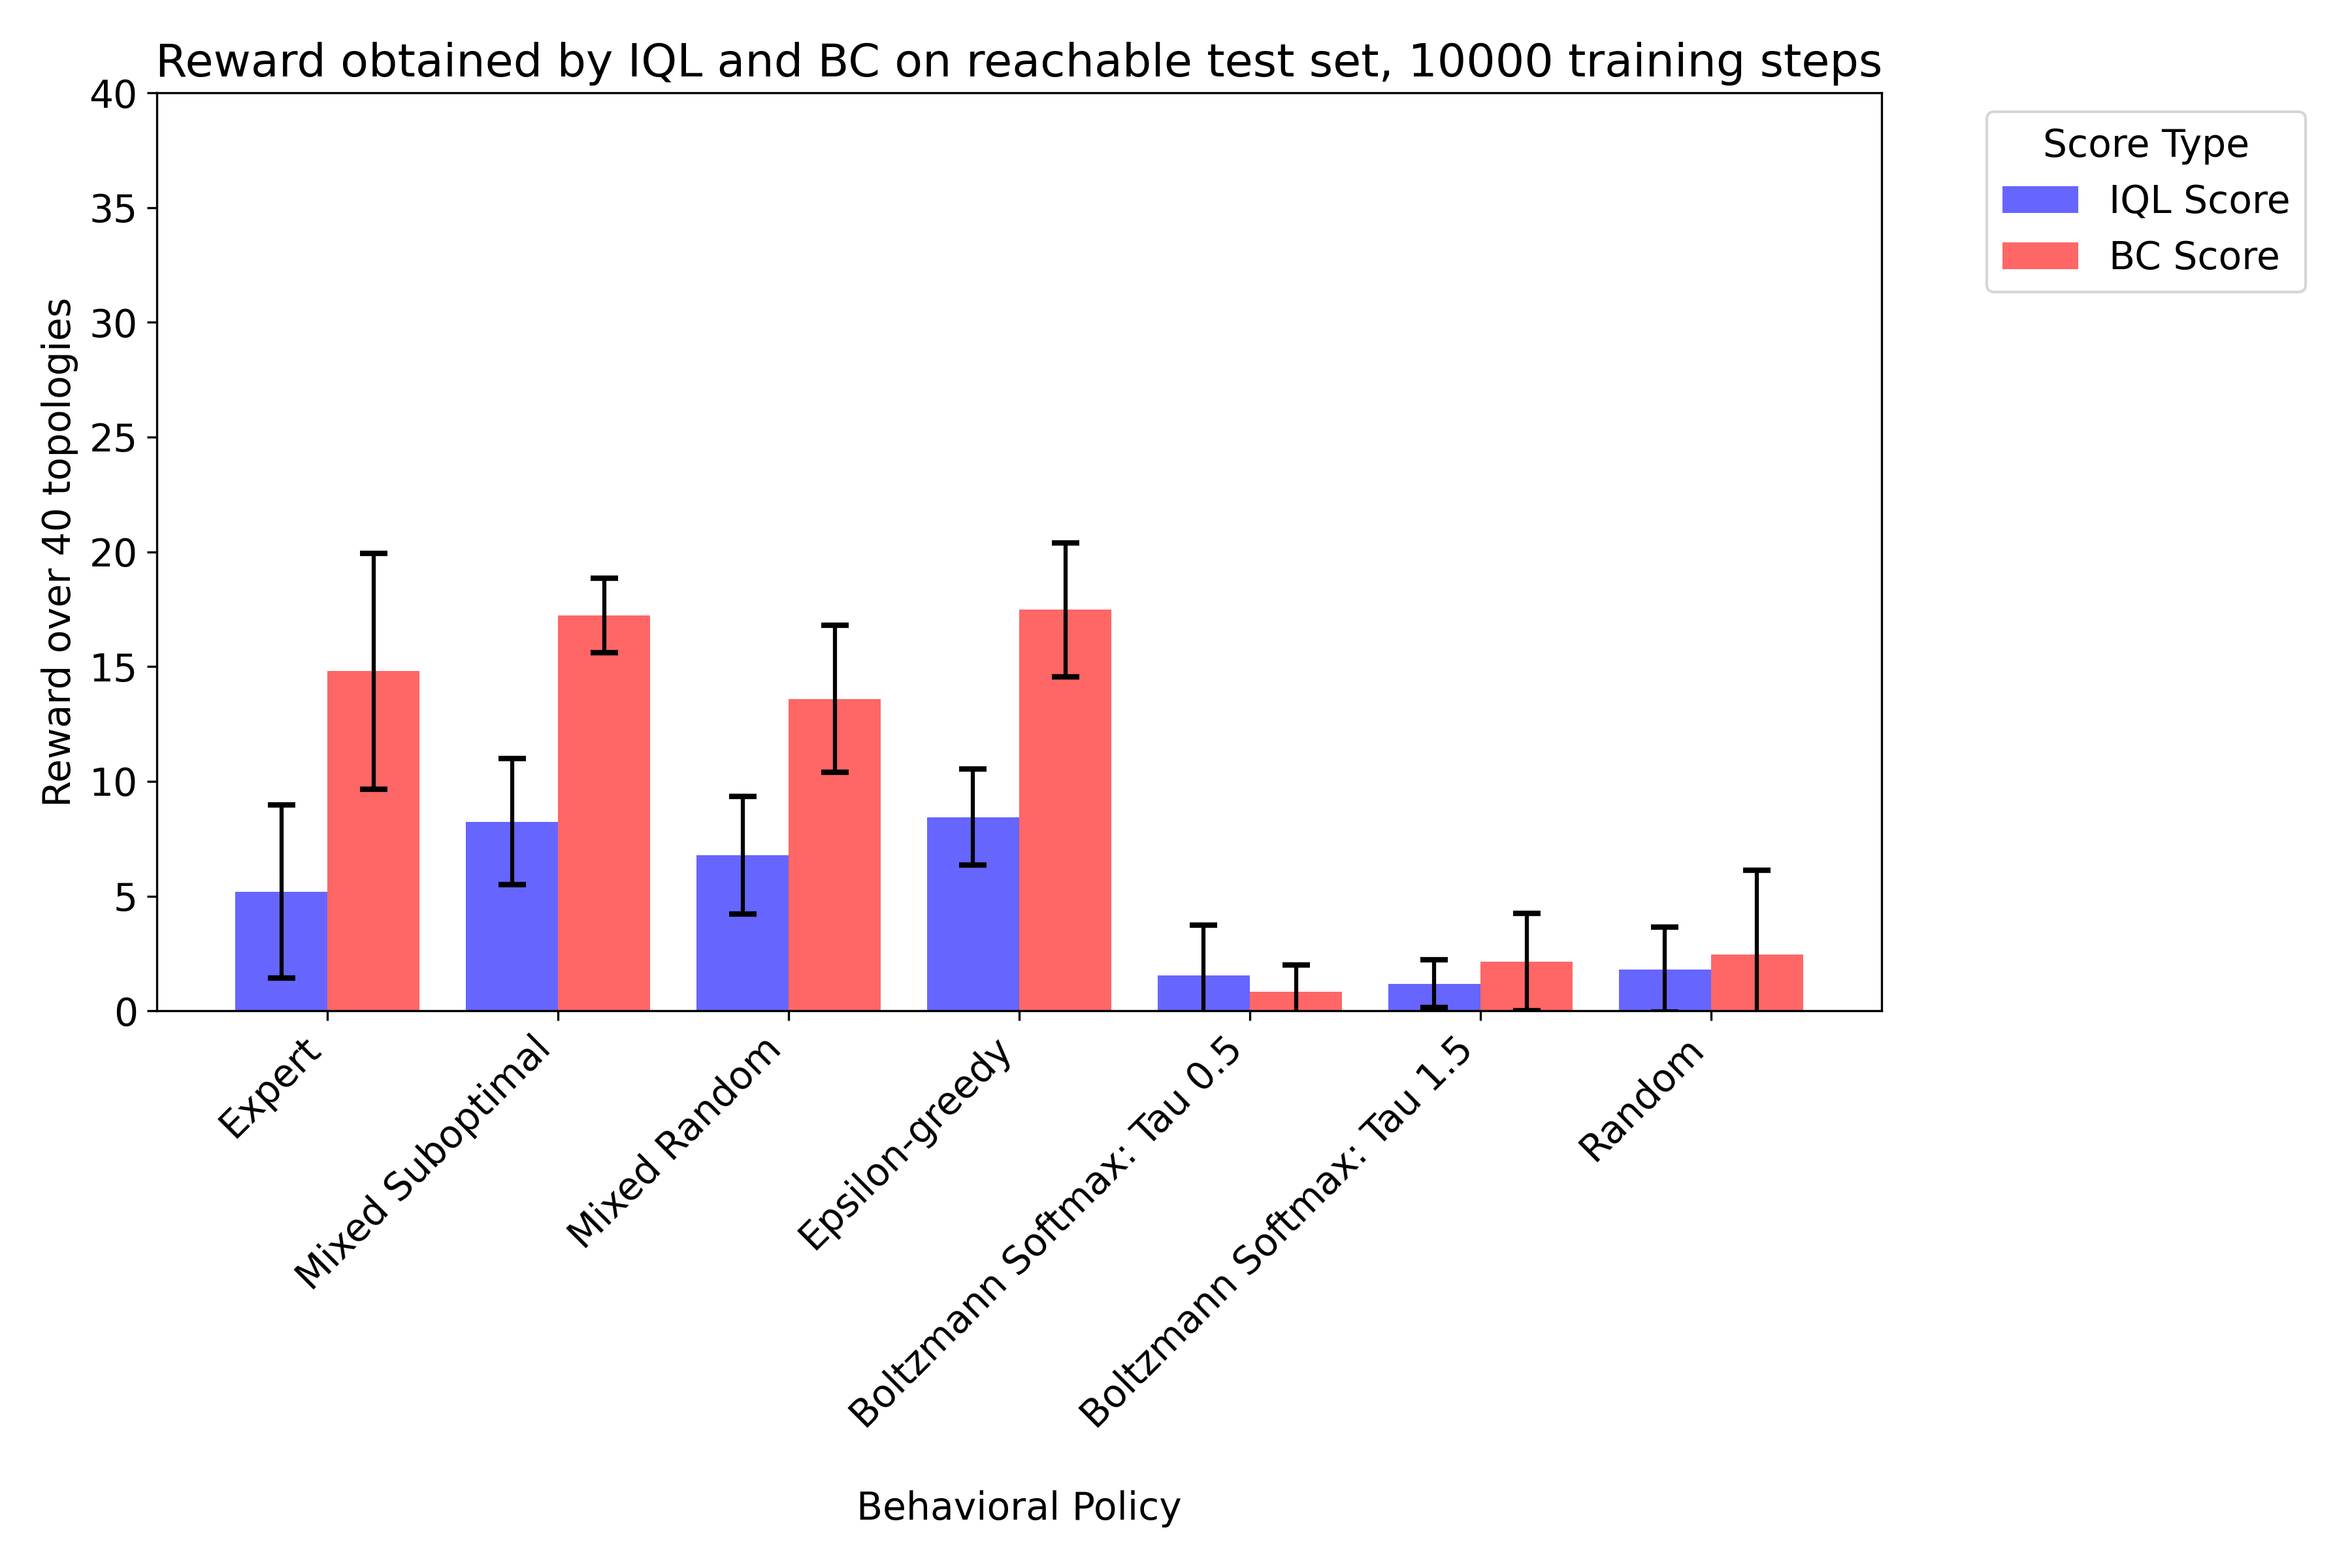 Reward obtained by IQL and BC on reachable test set, 10000 training steps
Score Type
IQL Score
BC Score
Reward over 40 topologies
40
35
30
25
20
15
10
5
0
Expert
Mixed Suboptimal
Mixed Random
Epsilon-greedy
Boltzmann Softmax: Tau 0.5
Boltzmann Softmax: Tau 1.5
Random
Behavioral Policy